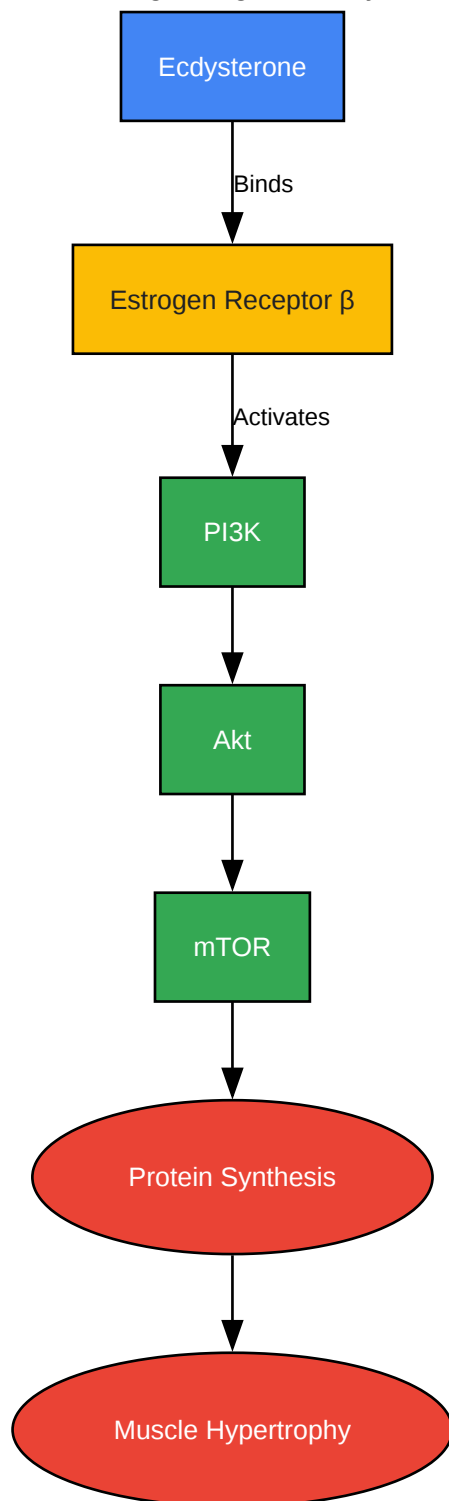 Ecdysterone
Binds
Estrogen Receptor β
Activates
PI3K
Akt
mTOR
Protein Synthesis
Muscle Hypertrophy